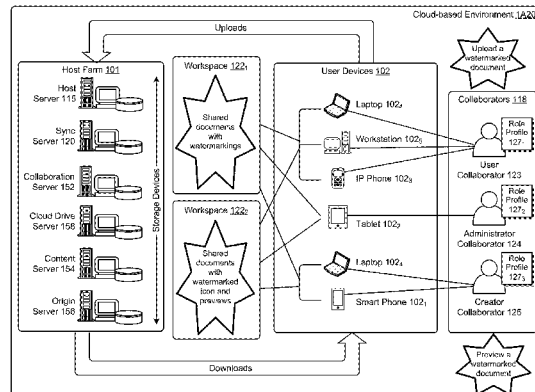 Cloud-based Environment 1A20
Uploads
Host Farm 101
Host
Server 115
Sync
Server 120
Collaboration
Server 152
Cloud Drive
Server 158
Content
Server 154
Origin
Server 156
Storage Devices
Workspace 122₁
Shared
documents
with
watermarkings
Workspace 122₂
Shared
documents
with
watermarked
icon and
previews
User Devices 102
Laptop
Workstation 102₅
IP Phone 102₃
Tablet 102₂
Laptop 102₄
Smart Phone 102₁
Upload a
watermarked
document
Collaborators 118
Role
Profile
127₁
User
Collaborator 123
Role
Profile
127₂
Administrator
Collaborator 124
Role
Profile
127₃
Creator
Collaborator 125
Preview a
watermarked
document
Downloads